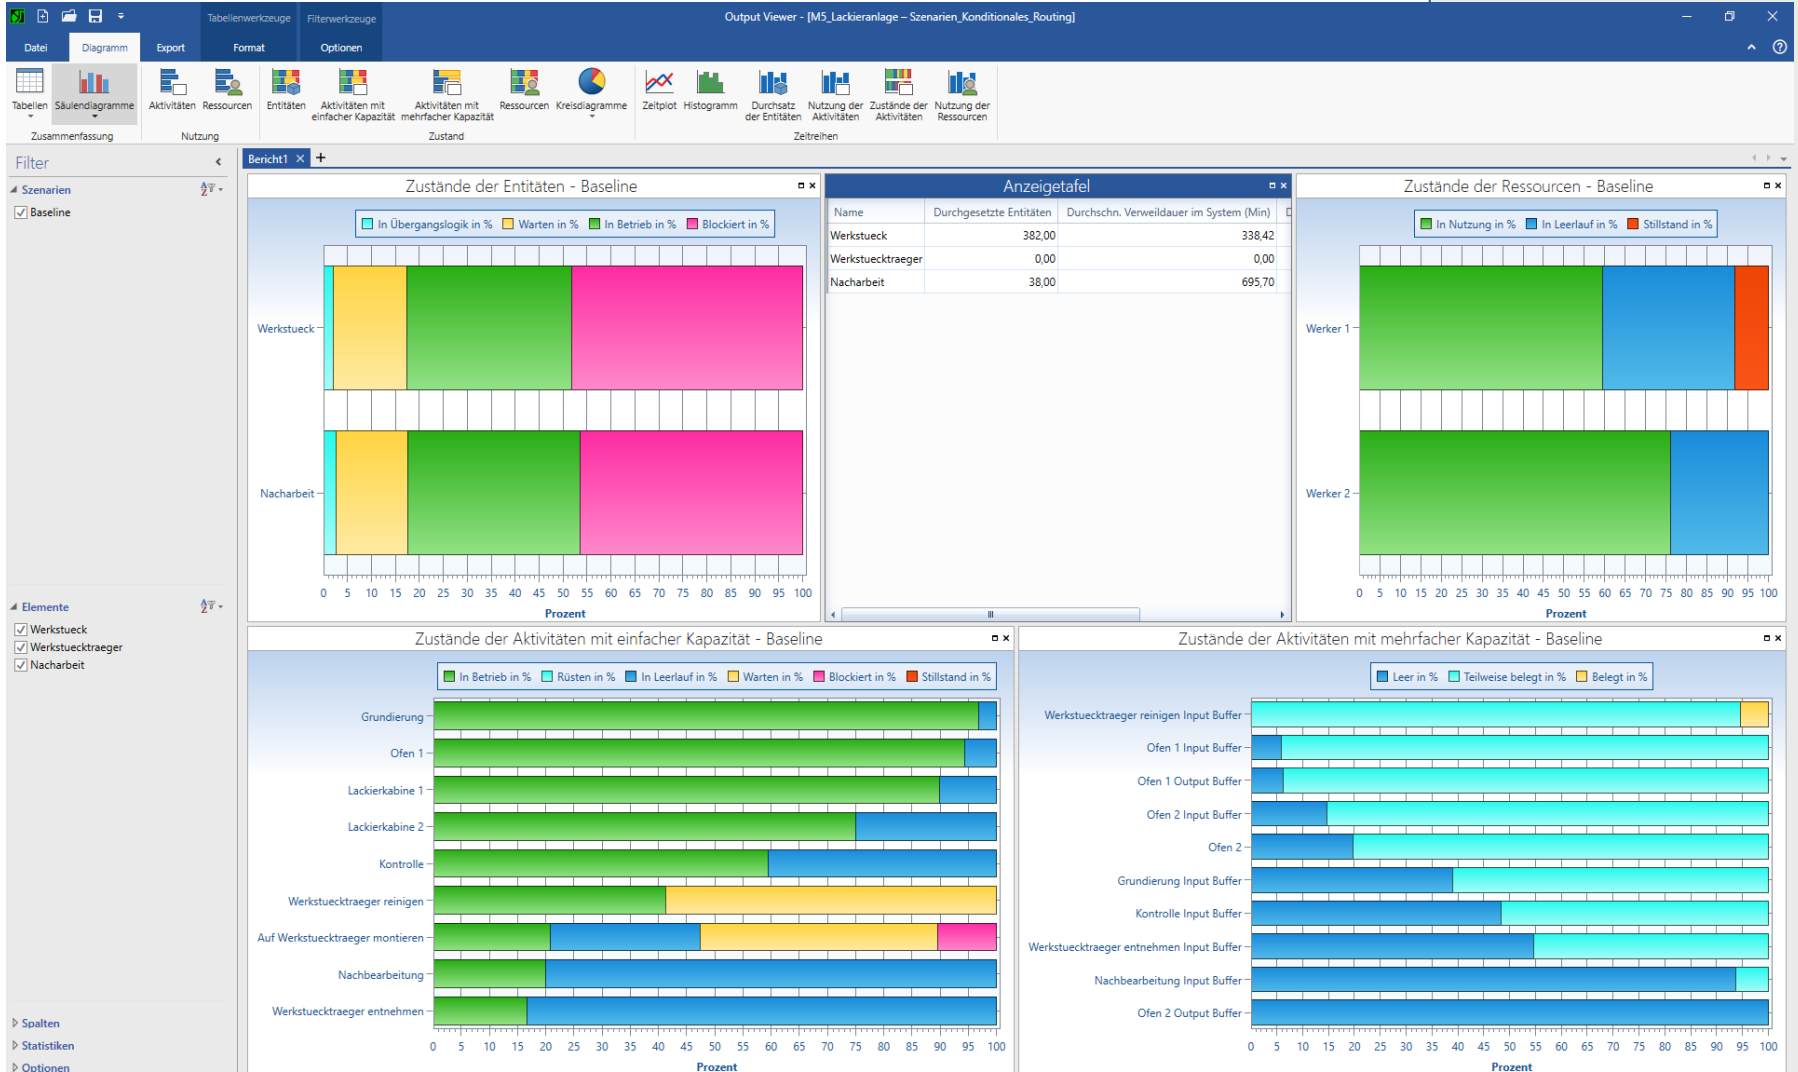 Tabellenwerkzeuge Filterwerkzeuge Output Viewer - [M5_Lackieranlage – Szenarien_Konditionales_Routing]
Datei Diagramm Export Format Optionen
Tabellen Säulendiagramme Aktivitäten Ressourcen Entitäten Aktivitäten mit einfacher Kapazität Aktivitäten mit mehrfacher Kapazität Ressourcen Kreisdiagramme Zeitplot Histogramm Durchsatz der Entitäten Nutzung der Aktivitäten Zustände der Aktivitäten Nutzung der Ressourcen
Zusammenfassung Nutzung Zustand Zeitreihen
Filter
Szenarien
Baseline
Elemente
Werkstueck
Werkstuecktraeger
Nacharbeit
Spalten
Statistiken
Optionen
Bericht1
Zustände der Entitäten - Baseline
In Übergangslogik in % Warten in % In Betrieb in % Blockiert in %
Werkstueck
Nacharbeit
0 5 10 15 20 25 30 35 40 45 50 55 60 65 70 75 80 85 90 95 100
Prozent
Anzeigetafel
Name Durchgesetzte Entitäten Durchschn. Verweildauer im System (Min)
Werkstueck 382,00 338,42
Werkstuecktraeger 0,00 0,00
Nacharbeit 38,00 695,70
Zustände der Ressourcen - Baseline
In Nutzung in % In Leerlauf in % Stillstand in %
Werker 1
Werker 2
0 5 10 15 20 25 30 35 40 45 50 55 60 65 70 75 80 85 90 95 100
Prozent
Zustände der Aktivitäten mit einfacher Kapazität - Baseline
In Betrieb in % Rüsten in % In Leerlauf in % Warten in % Blockiert in % Stillstand in %
Grundierung
Ofen 1
Lackierkabine 1
Lackierkabine 2
Kontrolle
Werkstuecktraeger reinigen
Auf Werkstuecktraeger montieren
Nachbearbeitung
Werkstuecktraeger entnehmen
0 5 10 15 20 25 30 35 40 45 50 55 60 65 70 75 80 85 90 95 100
Prozent
Zustände der Aktivitäten mit mehrfacher Kapazität - Baseline
Leer in % Teilweise belegt in % Belegt in %
Werkstuecktraeger reinigen Input Buffer
Ofen 1 Input Buffer
Ofen 1 Output Buffer
Ofen 2 Input Buffer
Ofen 2
Grundierung Input Buffer
Kontrolle Input Buffer
Werkstuecktraeger entnehmen Input Buffer
Nachbearbeitung Input Buffer
Ofen 2 Output Buffer
0 5 10 15 20 25 30 35 40 45 50 55 60 65 70 75 80 85 90 95 100
Prozent